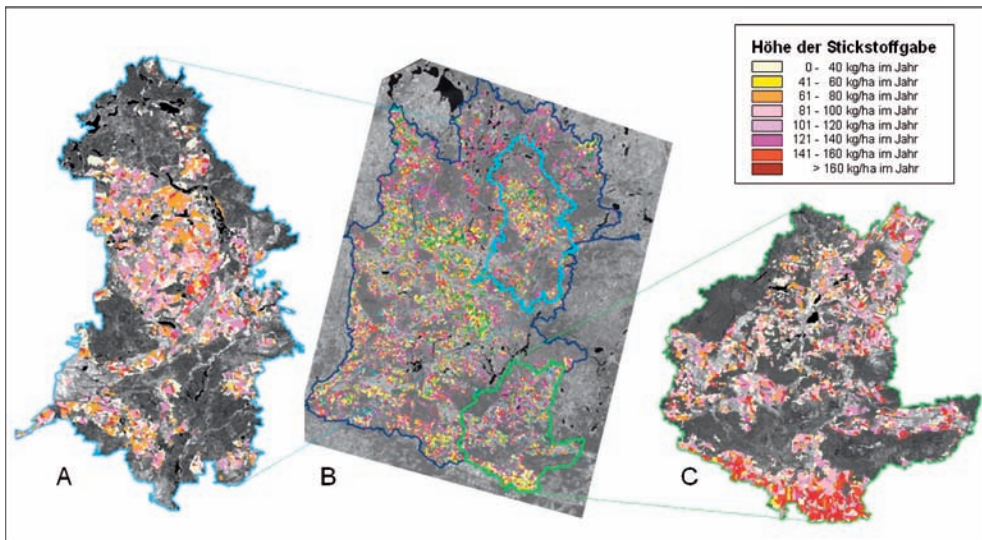 Höhe der Stickstoffgabe
0 - 40 kg/ha im Jahr
41 - 60 kg/ha im Jahr
61 - 80 kg/ha im Jahr
81 - 100 kg/ha im Jahr
101 - 120 kg/ha im Jahr
121 - 140 kg/ha im Jahr
141 - 160 kg/ha im Jahr
> 160 kg/ha im Jahr
A
B
C